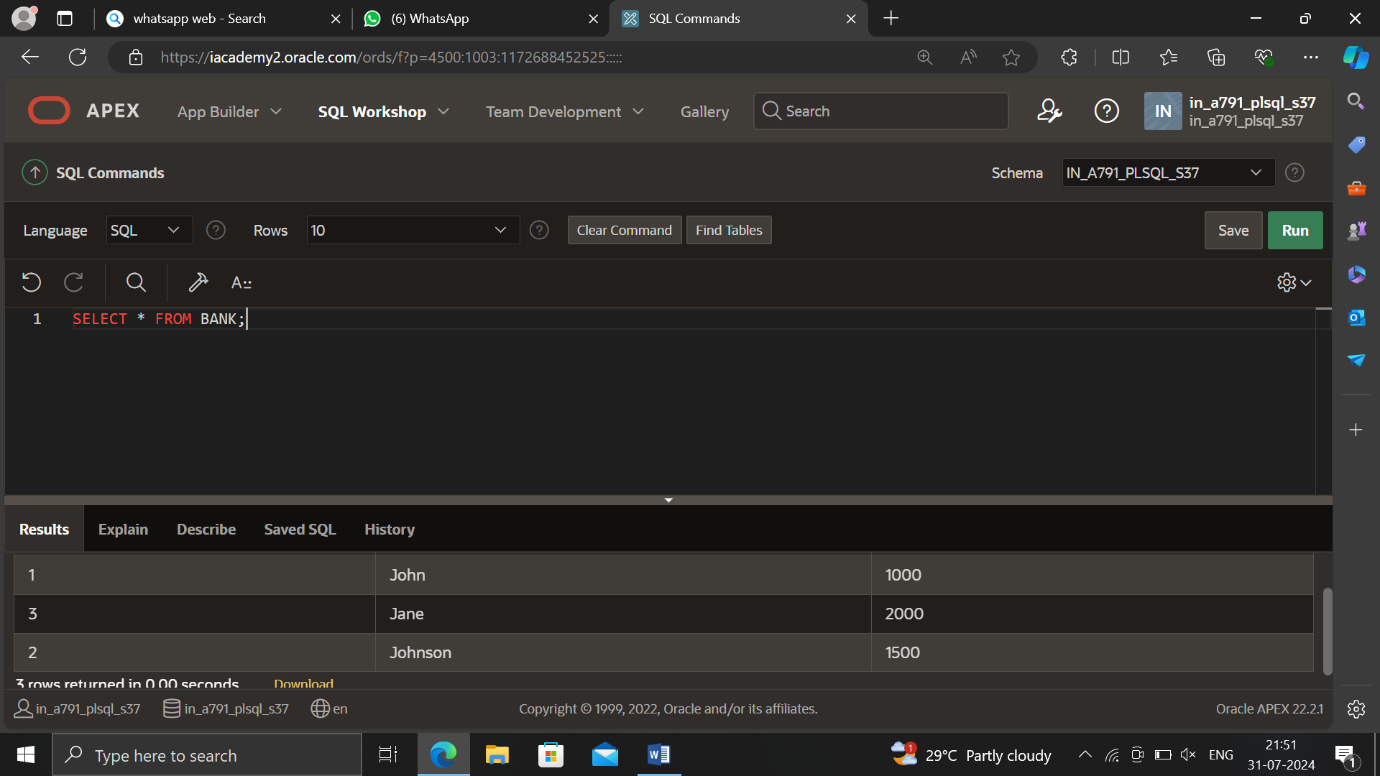 whatsapp web - Search
(6) WhatsApp
SQL Commands
https://iacademy2.oracle.com/ords/f?p=4500:1003:1172688452525:::::
APEX App Builder SQL Workshop Team Development Gallery Search IN in_a791_plsql_s37
in_a791_plsql_s37
SQL Commands Schema IN_A791_PLSQL_S37
Language SQL Rows 10 Clear Command Find Tables Save Run
A::
1 SELECT * FROM BANK;
Results Explain Describe Saved SQL History
1 John 1000
3 Jane 2000
2 Johnson 1500
3 rows returned in 0.00 seconds Download
in_a791_plsql_s37 in_a791_plsql_s37 en Copyright © 1999, 2022, Oracle and/or its affiliates. Oracle APEX 22.2.1
Type here to search 1 29°C Partly cloudy ENG 21:51
31-07-2024 1